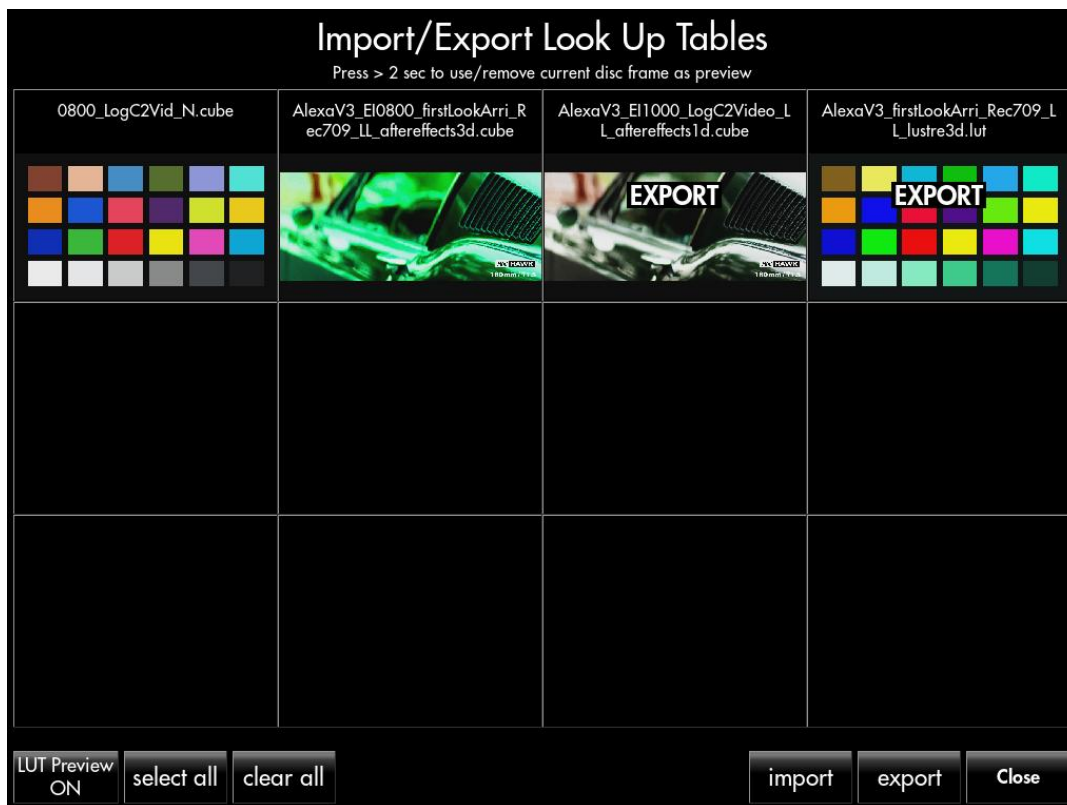 Import/Export Look Up Tables
Press > 2 sec to use/remove current disc frame as preview
0800_LogC2Vid_N.cube
AlexaV3_EI0800_firstLookArri_R
ec709_LL_aftereffects3d.cube
AlexaV3_EI1000_LogC2Video_L
L_aftereffects1d.cube
AlexaV3_firstLookArri_Rec709_L
L_lustre3d.lut
HAWK
EXPORT
HAWK
EXPORT
LUT Preview
ON
select all
clear all
import
export
Close